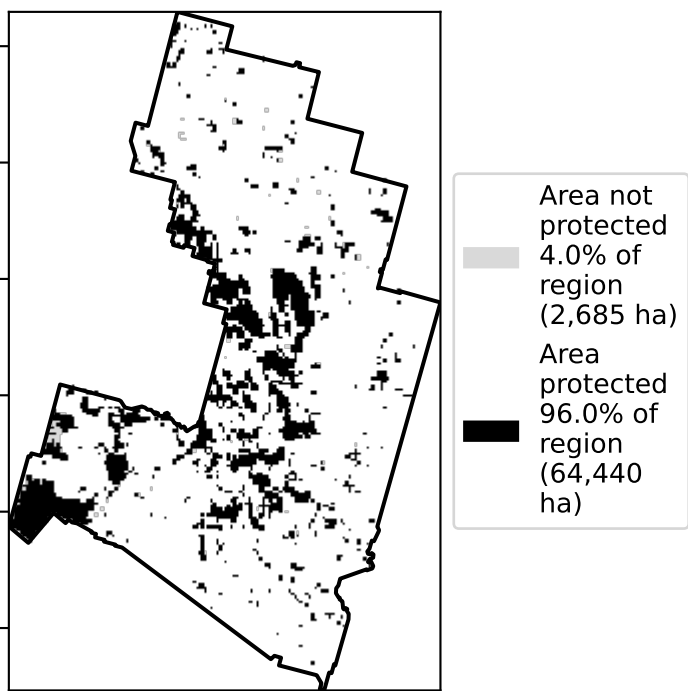 Area not
protected
4.0% of
region
(2,685 ha)
Area
protected
96.0% of
region
(64,440
ha)